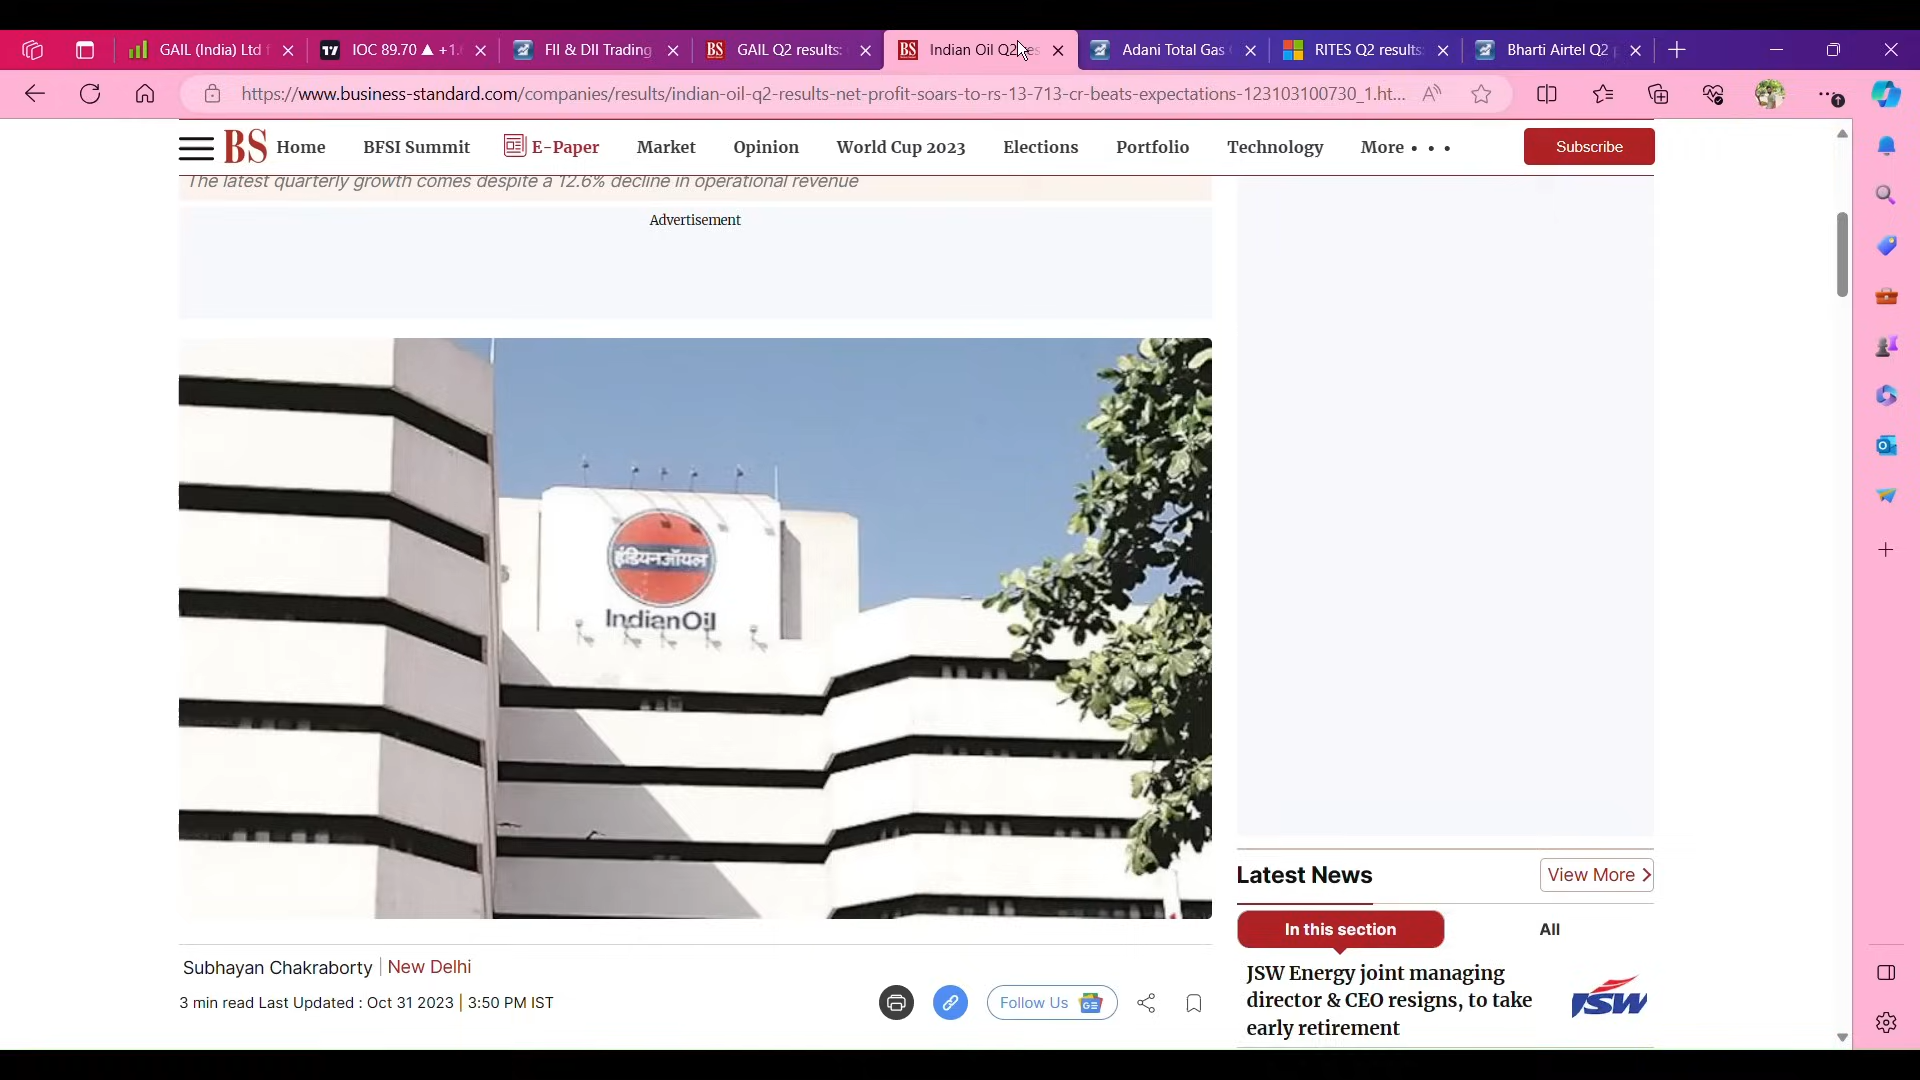 GAIL (India) Ltd
IOC 89.70 ▲ +1.
FII & DII Trading
BS GAIL Q2 results:
BS Indian Oil Q2
Adani Total Gas
RITES Q2 results
Bharti Airtel Q2
https://www.business-standard.com/companies/results/indian-oil-q2-results-net-profit-soars-to-rs-13-713-cr-beats-expectations-123103100730_1.ht...
BS Home BFSI Summit E-Paper Market Opinion World Cup 2023 Elections Portfolio Technology More Subscribe
The latest quarterly growth comes despite a 12.6% decline in operational revenue
Advertisement
इंडियनऑयल
IndianOil
Latest News
View More
In this section
All
JSW Energy joint managing
director & CEO resigns, to take
early retirement
JSW
Subhayan Chakraborty | New Delhi
3 min read Last Updated : Oct 31 2023 | 3:50 PM IST
Follow Us